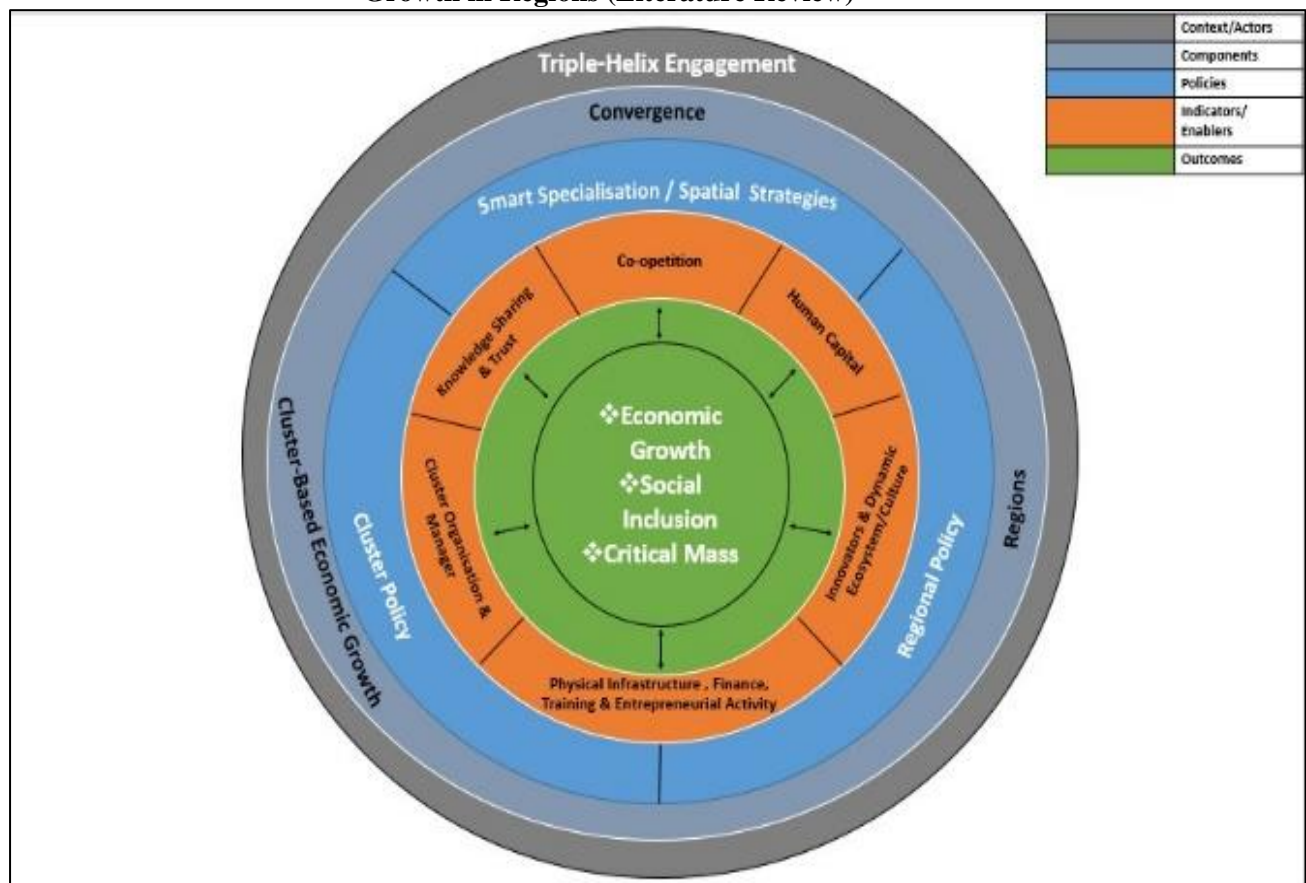 Growth in Regions (Literature Review)
Context/Actors
Components
Policies
Indicators/
Enablers
Outcomes
Triple-Helix Engagement
Convergence
Smart Specialisation / Spatial Strategies
Co-opetition
Knowledge Sharing
& Trust
Human Capital
❖Economic
Growth
❖Social
Inclusion
❖Critical Mass
Cluster Organisation &
Manager
Innovators & Dynamic
Ecosystem/Culture
Physical Infrastructure , Finance,
Training & Entrepreneurial Activity
Cluster Policy
Regional Policy
Cluster-Based Economic Growth
Regions